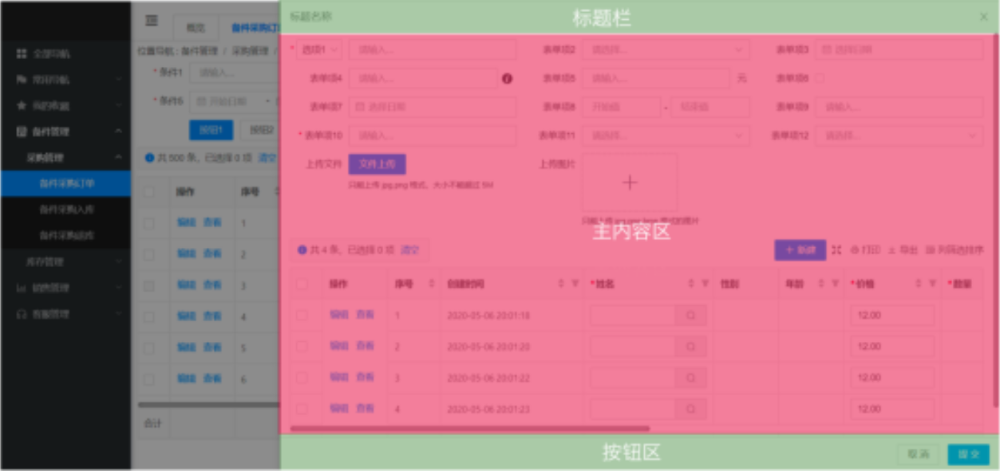 标题名称 标题栏 ×
概览 备件采购订
全部导航
常用导航
我的收藏
备件管理
采购管理
备件采购订单
备件采购入库
备件采购退库
库存管理
销售管理
客服管理
位置导航：备件管理 / 采购管理 /
* 条件1 请输入...
* 条件6 开始日期 -
按钮1 按钮2
共 500 条，已选择 0 项 清空
操作 序号
编辑 查看 1
编辑 查看 2
编辑 查看 3
编辑 查看 4
编辑 查看 5
编辑 查看 6
合计
* 选项1 请输入... 表单项2 请选择... 表单项3 选择日期
表单项4 请输入... 表单项5 请输入... 元 表单项6
表单项7 选择日期 表单项8 开始值 - 结束值 表单项9 请输入...
* 表单项10 请输入... 表单项11 请选择... 表单项12 请选择...
上传文件 文件上传 上传图片 +
只能上传 jpg,png 格式，大小不能超过 5M
主内容区
共 4 条，已选择 0 项 清空 + 新建 打印 导出 列筛选排序
操作 序号 创建时间 *姓名 性别 年龄 *价格 *数量
编辑 查看 1 2020-05-06 20:01:18 12.00
编辑 查看 2 2020-05-06 20:01:20 12.00
编辑 查看 3 2020-05-06 20:01:22 12.00
编辑 查看 4 2020-05-06 20:01:23 12.00
按钮区 取消 提交